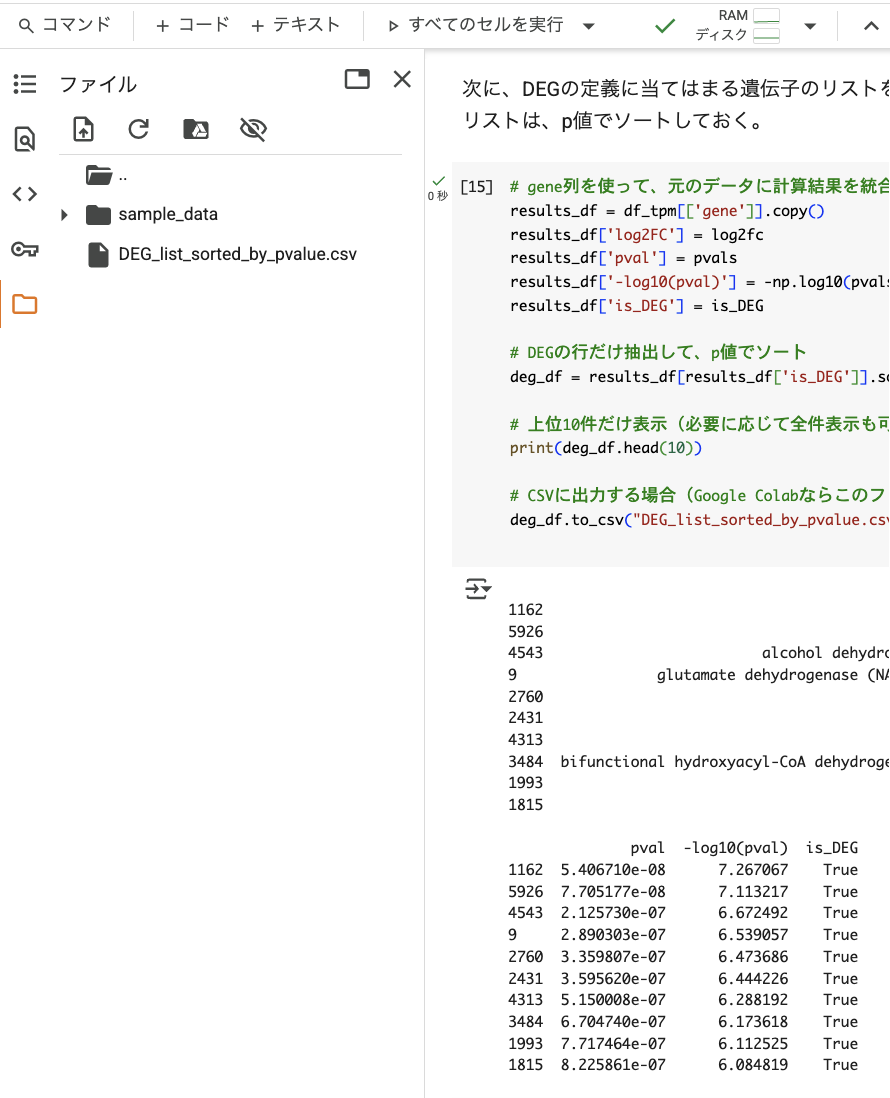 コマンド + コード + テキスト すべてのセルを実行 RAM
ディスク
ファイル
..
sample_data
DEG_list_sorted_by_pvalue.csv
次に、DEGの定義に当てはまる遺伝子のリストを
リストは、p値でソートしておく。
0 秒
[15] # gene列を使って、元のデータに計算結果を統合
results_df = df_tpm[['gene']].copy()
results_df['log2FC'] = log2fc
results_df['pval'] = pvals
results_df['-log10(pval)'] = -np.log10(pvals
results_df['is_DEG'] = is_DEG
# DEGの行だけ抽出して、p値でソート
deg_df = results_df[results_df['is_DEG']].so
# 上位10件だけ表示（必要に応じて全件表示も可
print(deg_df.head(10))
# CSVに出力する場合（Google Colabならこのフ
deg_df.to_csv("DEG_list_sorted_by_pvalue.csv
1162
5926
4543 alcohol dehydro
9 glutamate dehydrogenase (NA
2760
2431
4313
3484 bifunctional hydroxyacyl-CoA dehydroge
1993
1815
pval -log10(pval) is_DEG
1162 5.406710e-08 7.267067 True
5926 7.705177e-08 7.113217 True
4543 2.125730e-07 6.672492 True
9 2.890303e-07 6.539057 True
2760 3.359807e-07 6.473686 True
2431 3.595620e-07 6.444226 True
4313 5.150008e-07 6.288192 True
3484 6.704740e-07 6.173618 True
1993 7.717464e-07 6.112525 True
1815 8.225861e-07 6.084819 True